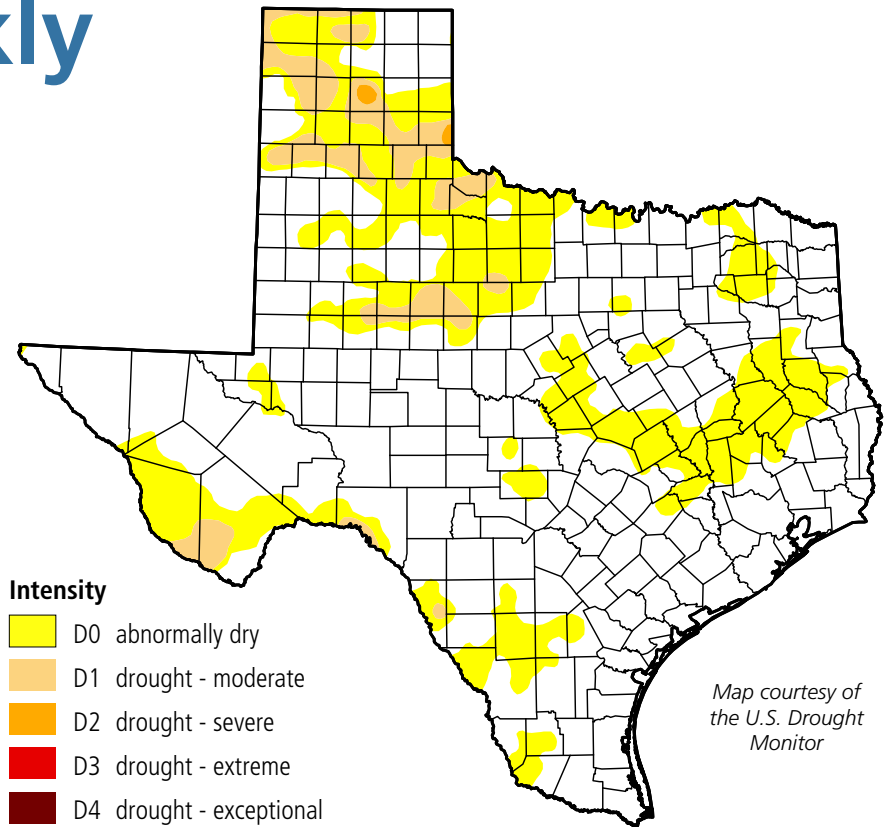 kly
Intensity
D0 abnormally dry
D1 drought - moderate
D2 drought - severe
D3 drought - extreme
D4 drought - exceptional
Map courtesy of
the U.S. Drought
Monitor